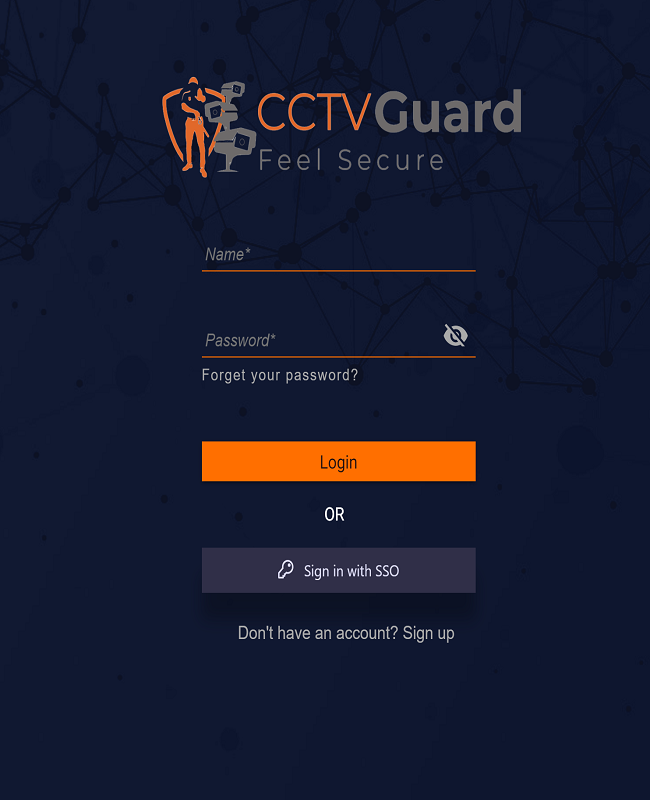 CCTVGuard
Feel Secure
Name*
Password*
Forget your password?
Login
OR
Sign in with SSO
Don't have an account? Sign up